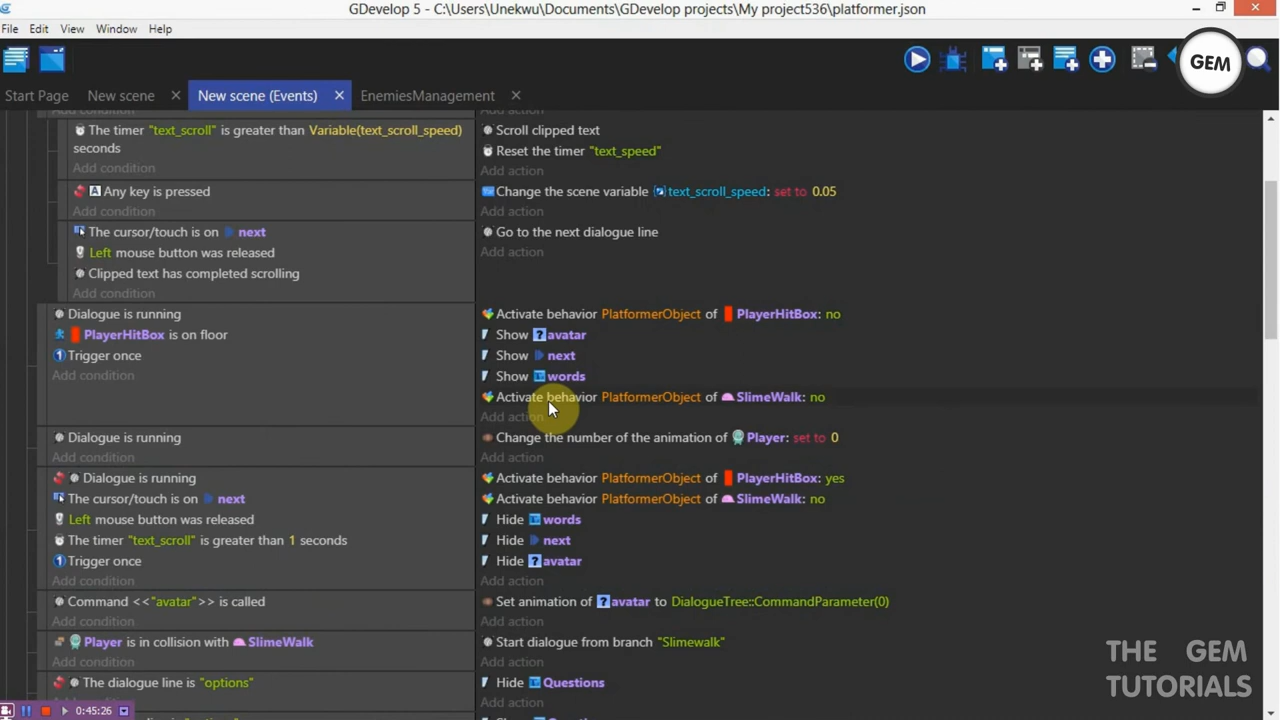 GDevelop 5 - C:\Users\Unekwu\Documents\GDevelop projects\My project536\platformer.json
File Edit View Window Help
GEM
Start Page New scene × New scene (Events) × EnemiesManagement ×
Add condition Add action
The timer "text_scroll" is greater than Variable(text_scroll_speed) seconds
Add condition
Scroll clipped text
Reset the timer "text_speed"
Add action
Any key is pressed
Add condition
Change the scene variable text_scroll_speed: set to 0.05
Add action
The cursor/touch is on next
Left mouse button was released
Clipped text has completed scrolling
Add condition
Go to the next dialogue line
Add action
Dialogue is running
PlayerHitBox is on floor
Trigger once
Add condition
Activate behavior PlatformerObject of PlayerHitBox: no
Show avatar
Show next
Show words
Activate behavior PlatformerObject of SlimeWalk: no
Add action
Dialogue is running
Add condition
Change the number of the animation of Player: set to 0
Add action
Dialogue is running
The cursor/touch is on next
Left mouse button was released
The timer "text_scroll" is greater than 1 seconds
Trigger once
Add condition
Activate behavior PlatformerObject of PlayerHitBox: yes
Activate behavior PlatformerObject of SlimeWalk: no
Hide words
Hide next
Hide avatar
Add action
Command <<"avatar">> is called
Add condition
Set animation of avatar to DialogueTree::CommandParameter(0)
Add action
Player is in collision with SlimeWalk
Add condition
Start dialogue from branch "Slimewalk"
Add action
The dialogue line is "options"
Add condition
Hide Questions
Add action
THE GEM
TUTORIALS
0:45:26